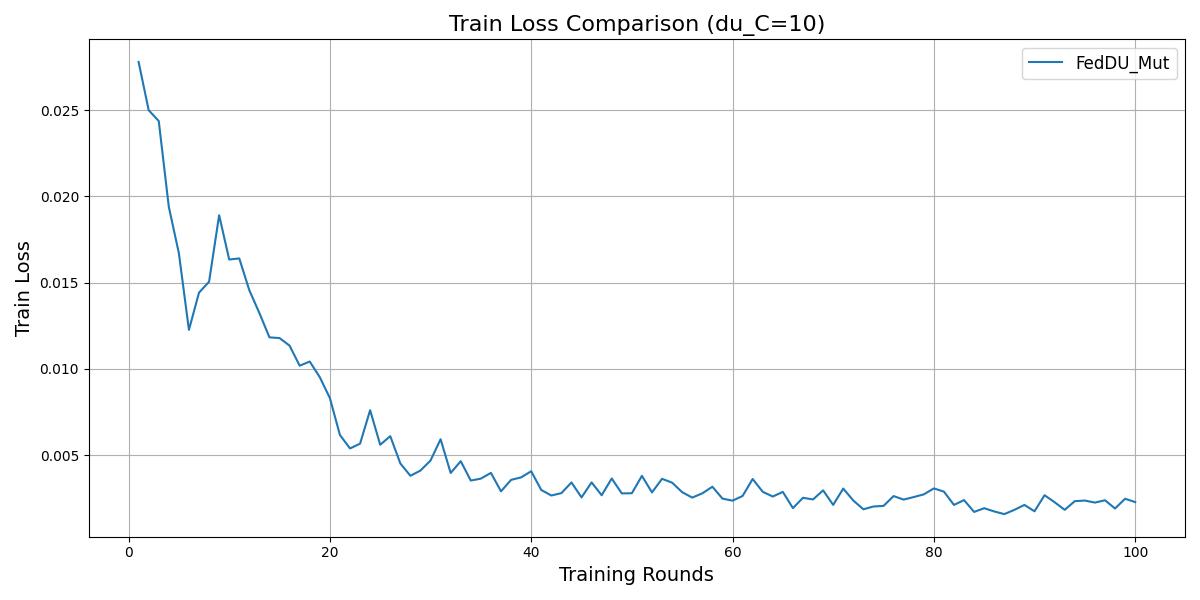 Train Loss Comparison (du_C=10)
FedDU_Mut
Train Loss
0.025
0.020
0.015
0.010
0.005
0 20 40 60 80 100
Training Rounds